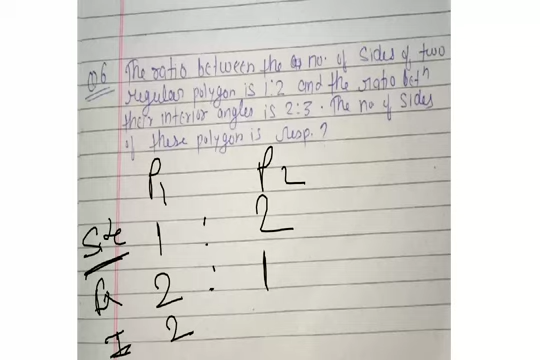 Q6 The ratio between the no. of sides of two
regular polygon is 1:2 and the ratio betn
their interior angles is 2:3. The no of sides
of these polygon is resp.?
P1 P2
Side 1 : 2
2 : 1
I 2